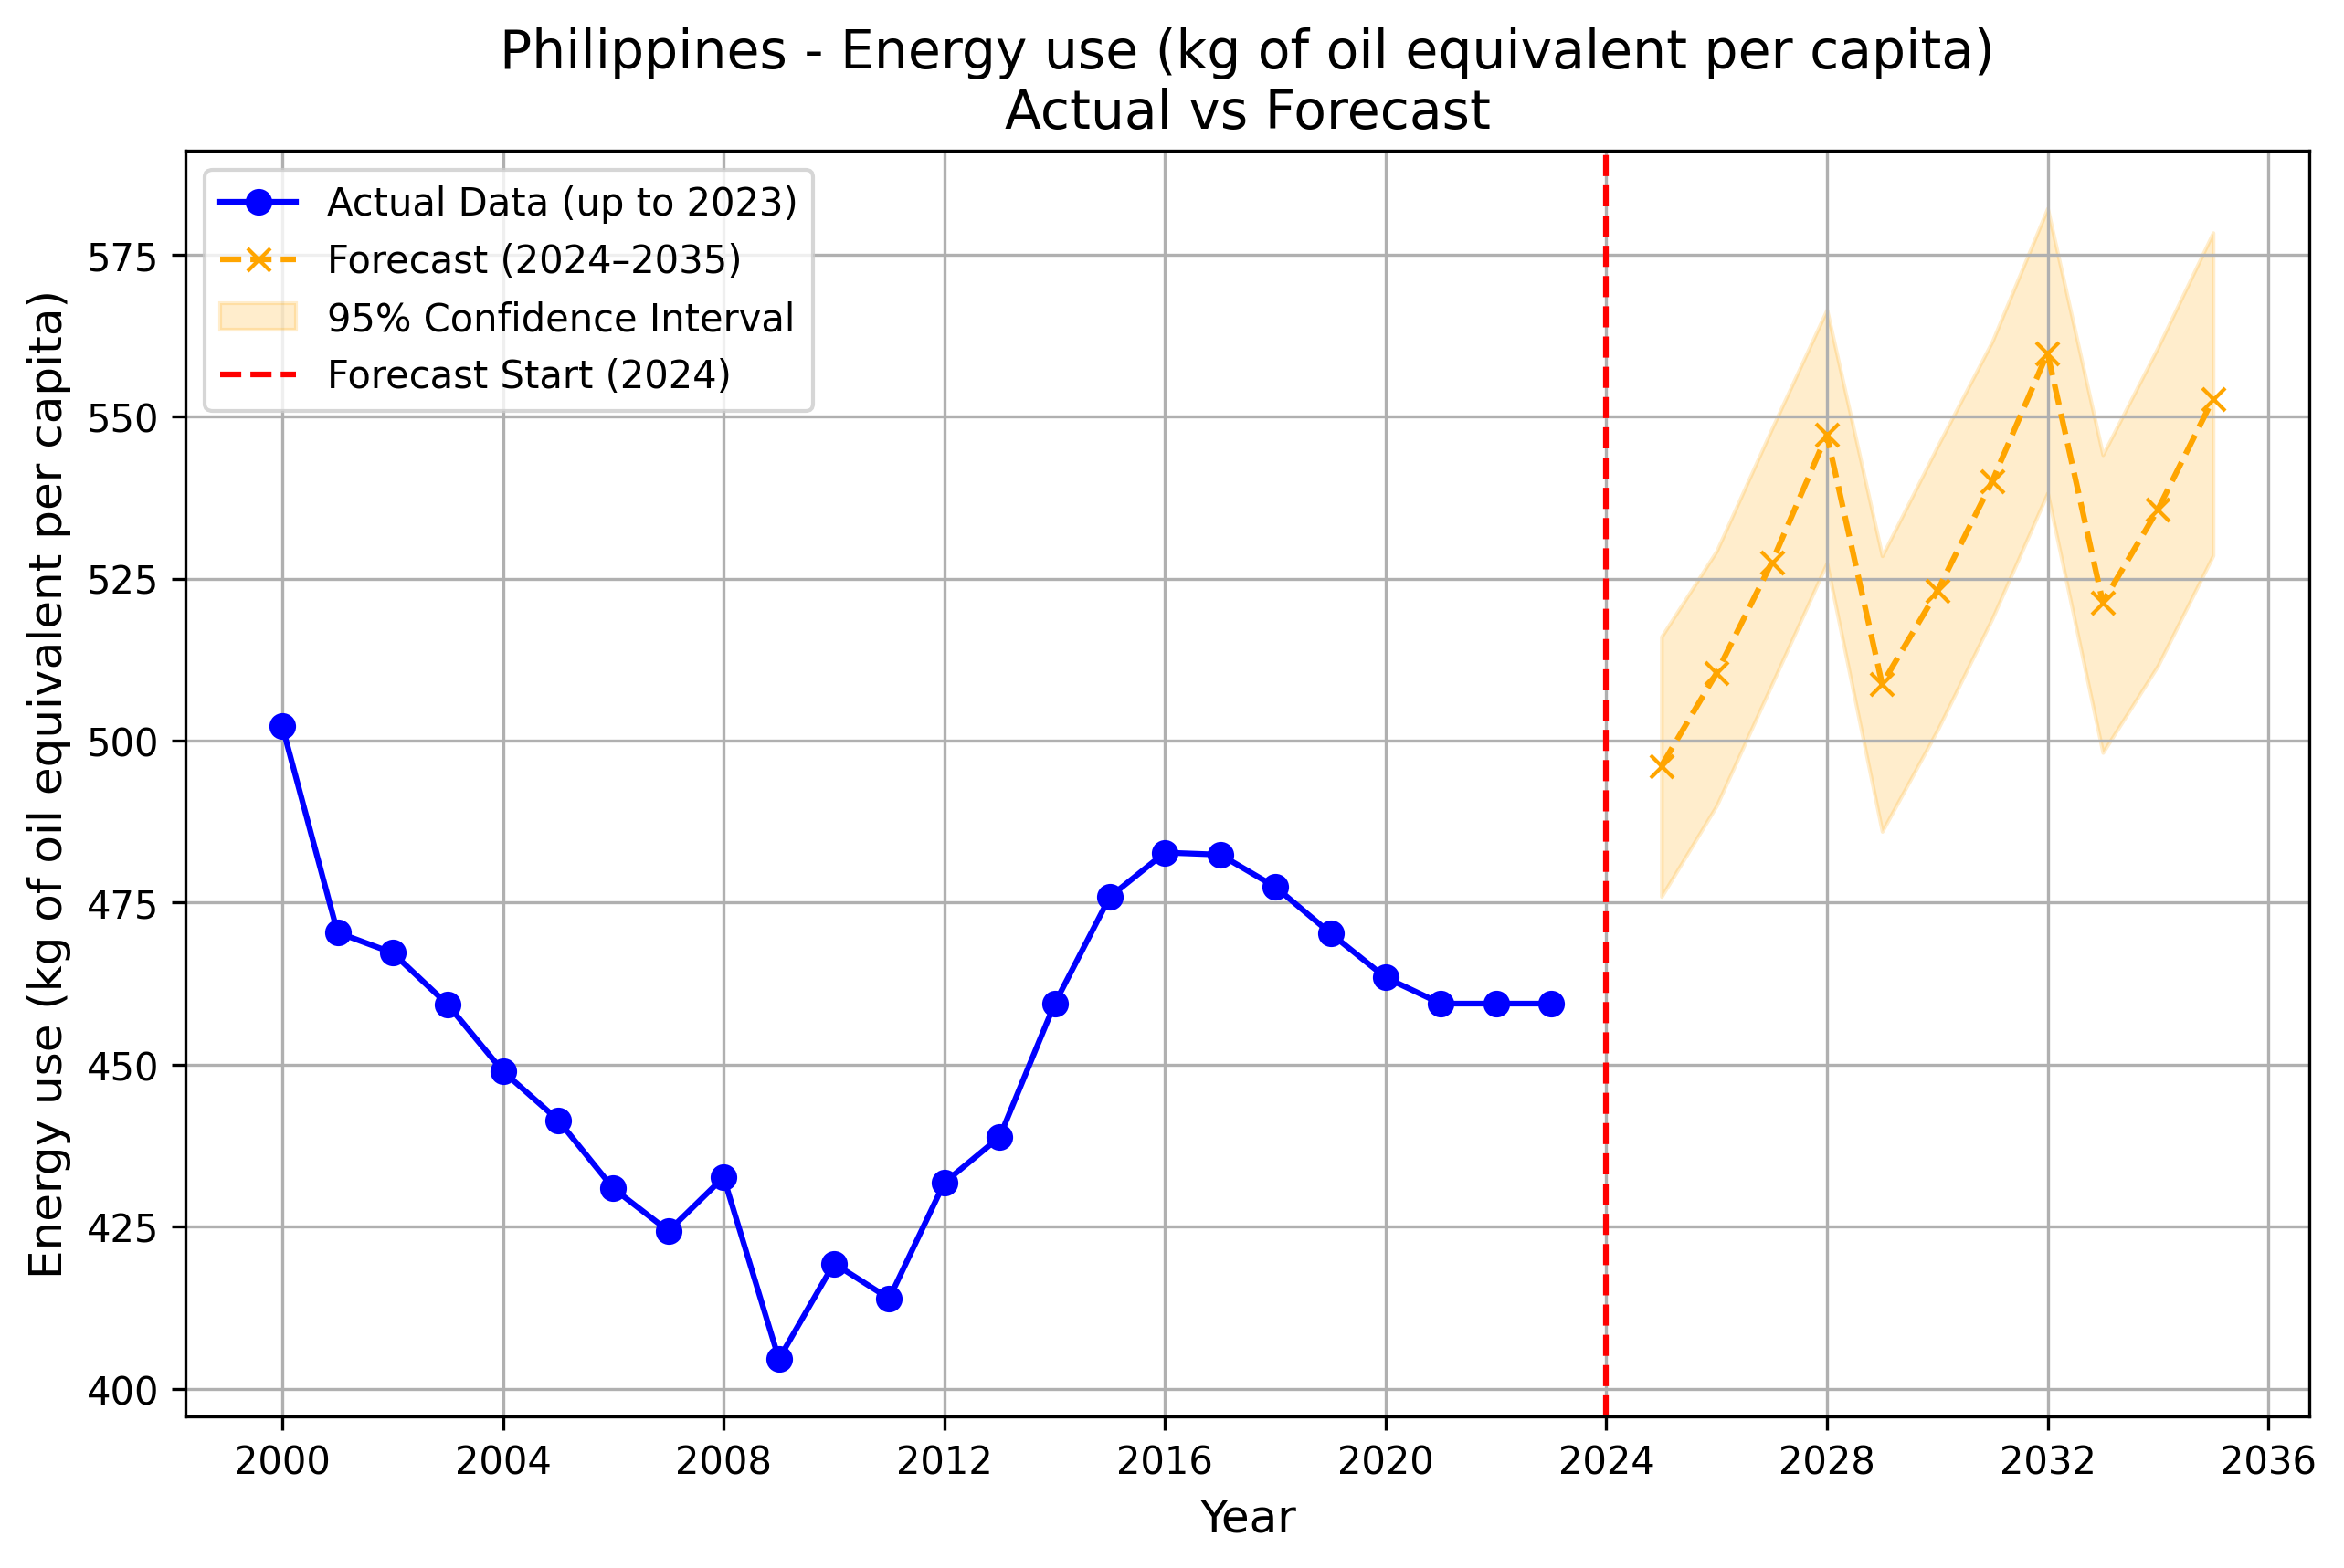 Philippines - Energy use (kg of oil equivalent per capita)
Actual vs Forecast
Actual Data (up to 2023)
Forecast (2024–2035)
95% Confidence Interval
Forecast Start (2024)
Energy use (kg of oil equivalent per capita)
575
550
525
500
475
450
425
400
2000 2004 2008 2012 2016 2020 2024 2028 2032 2036
Year